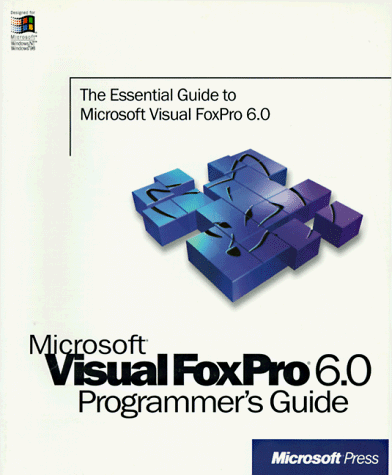 Designed for
Microsoft®
Windows NT®
Windows 98
The Essential Guide to
Microsoft Visual FoxPro 6.0
Microsoft®
Visual FoxPro® 6.0
Programmer's Guide
Microsoft Press